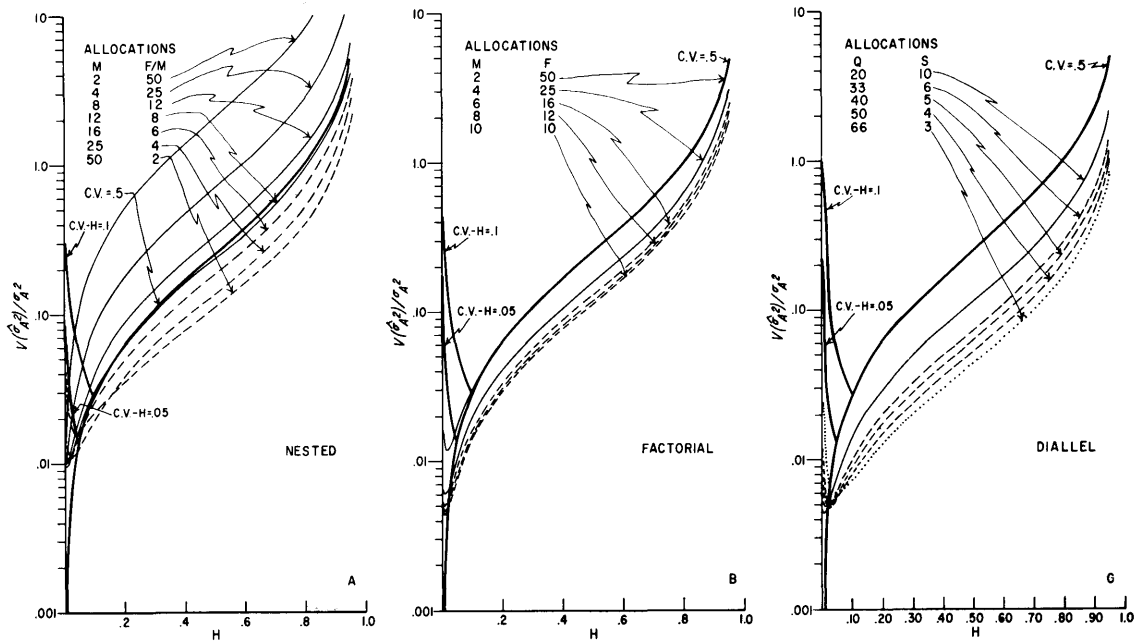 10
ALLOCATIONS
M F/M
2 50
4 25
8 12
12 8
16 6
25 4
50 2
C.V.=.5
C.V.-H=.1
C.V.-H=.05
1.0
.10
.01
.001
V(σ̂A²)/σA²
NESTED
A
.2 .4 .6 .8 1.0
H
10
ALLOCATIONS
M F
2 50
4 25
6 16
8 12
10 10
C.V.=.5
C.V.-H=.1
C.V.-H=.05
1.0
.10
.01
.001
V(σ̂A²)/σA²
FACTORIAL
B
.2 .4 .6 .8 1.0
H
10
ALLOCATIONS
Q S
20 10
33 6
40 5
50 4
66 3
C.V.=.5
C.V.-H=.1
C.V.-H=.05
1.0
.10
.01
.001
V(σ̂A²)/σA²
DIALLEL
C
.10 .20 .30 .40 .50 .60 .70 .80 .90 1.0
H